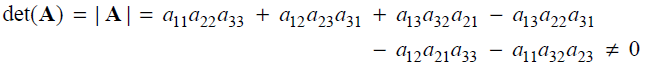 det(A) = | A | = a₁₁a₂₂a₃₃ + a₁₂a₂₃a₃₁ + a₁₃a₃₂a₂₁ − a₁₃a₂₂a₃₁
− a₁₂a₂₁a₃₃ − a₁₁a₃₂a₂₃ ≠ 0